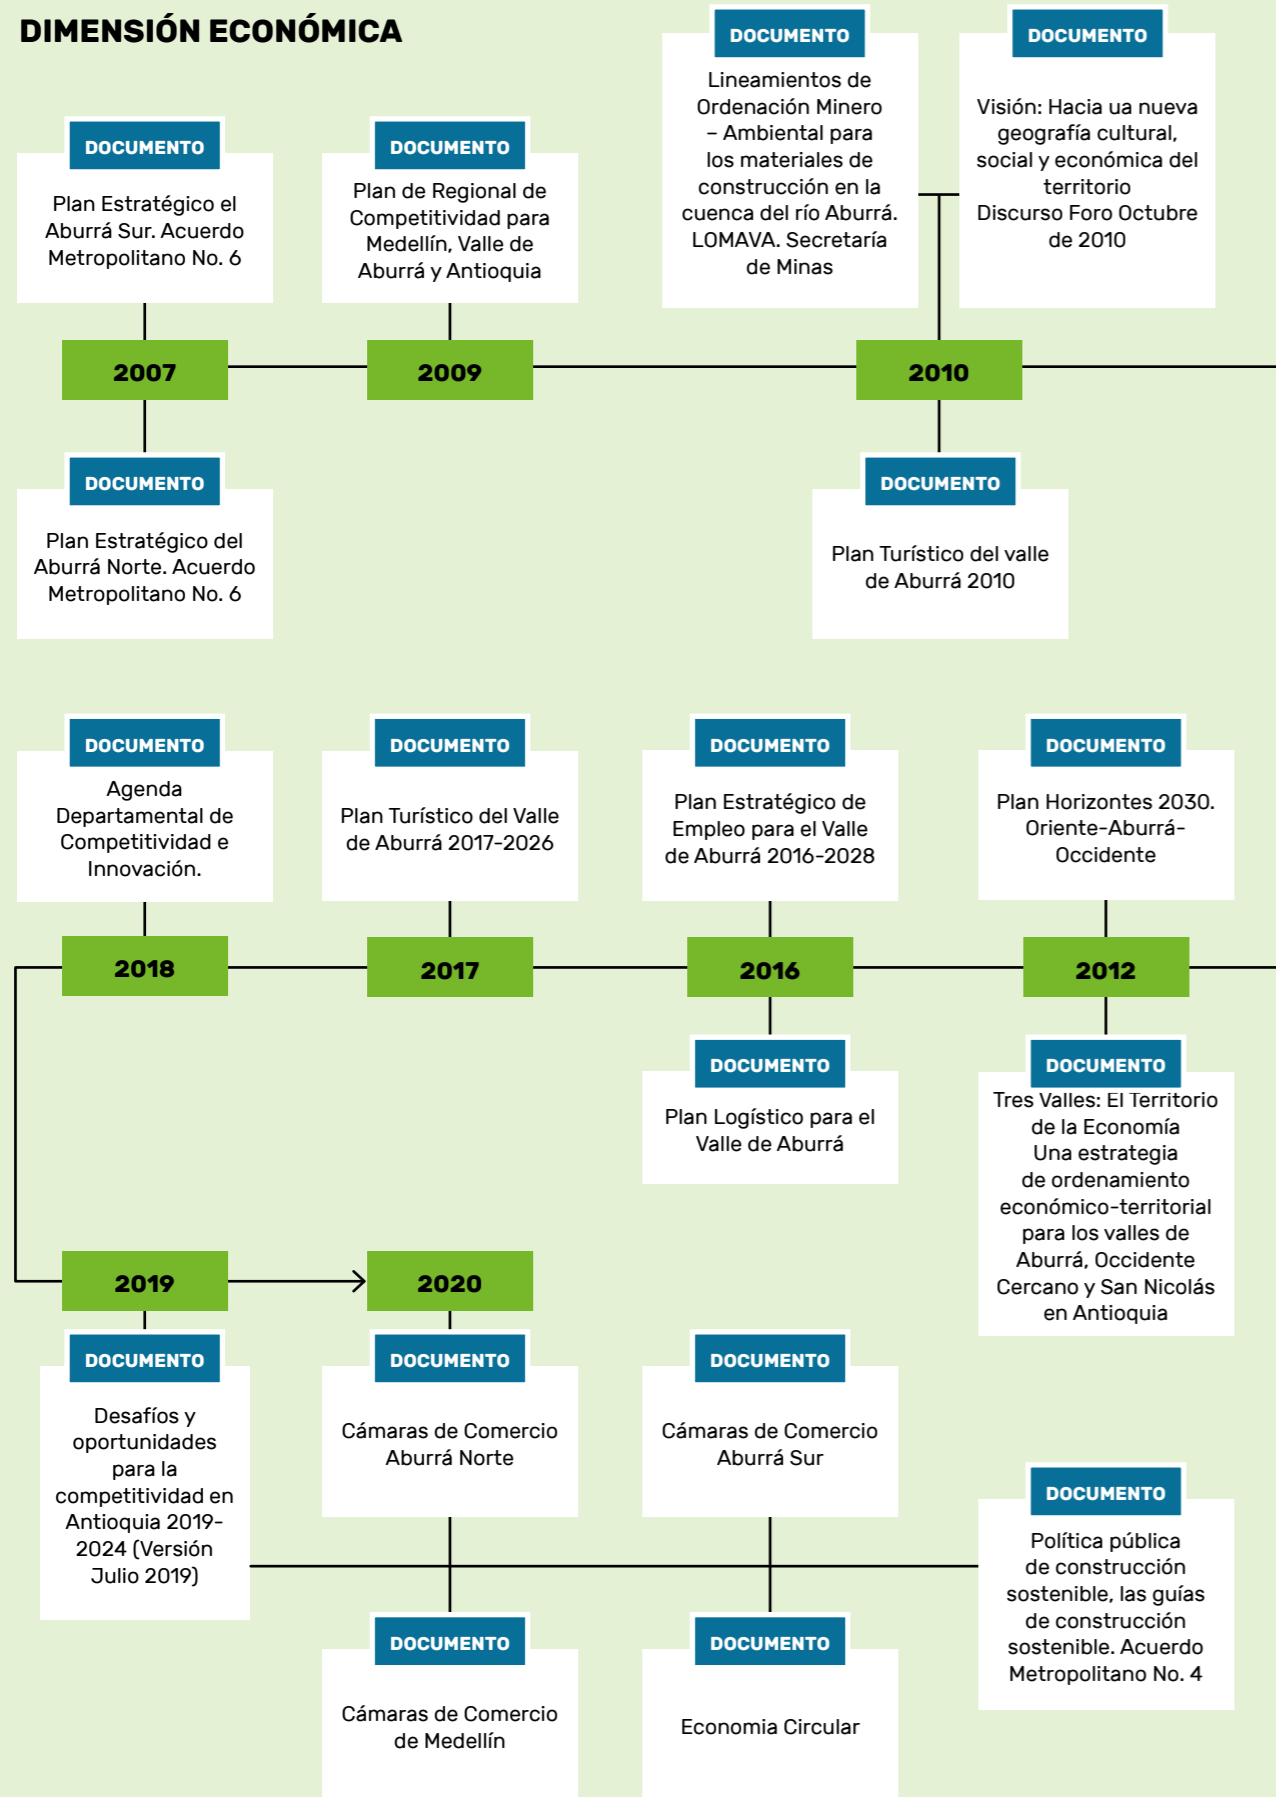 DIMENSIÓN ECONÓMICA
DOCUMENTO
Plan Estratégico el
Aburrá Sur. Acuerdo
Metropolitano No. 6
DOCUMENTO
Plan de Regional de
Competitividad para
Medellín, Valle de
Aburrá y Antioquia
DOCUMENTO
Lineamientos de
Ordenación Minero
– Ambiental para
los materiales de
construcción en la
cuenca del río Aburrá.
LOMAVA. Secretaría
de Minas
DOCUMENTO
Visión: Hacia ua nueva
geografía cultural,
social y económica del
territorio
Discurso Foro Octubre
de 2010
2007
2009
2010
DOCUMENTO
Plan Estratégico del
Aburrá Norte. Acuerdo
Metropolitano No. 6
DOCUMENTO
Plan Turístico del valle
de Aburrá 2010
DOCUMENTO
Agenda
Departamental de
Competitividad e
Innovación.
DOCUMENTO
Plan Turístico del Valle
de Aburrá 2017-2026
DOCUMENTO
Plan Estratégico de
Empleo para el Valle
de Aburrá 2016-2028
DOCUMENTO
Plan Horizontes 2030.
Oriente-Aburrá-
Occidente
2018
2017
2016
2012
DOCUMENTO
Plan Logístico para el
Valle de Aburrá
DOCUMENTO
Tres Valles: El Territorio
de la Economía
Una estrategia
de ordenamiento
económico-territorial
para los valles de
Aburrá, Occidente
Cercano y San Nicolás
en Antioquia
2019
2020
DOCUMENTO
Desafíos y
oportunidades
para la
competitividad en
Antioquia 2019-
2024 (Versión
Julio 2019)
DOCUMENTO
Cámaras de Comercio
Aburrá Norte
DOCUMENTO
Cámaras de Comercio
Aburrá Sur
DOCUMENTO
Política pública
de construcción
sostenible, las guías
de construcción
sostenible. Acuerdo
Metropolitano No. 4
DOCUMENTO
Cámaras de Comercio
de Medellín
DOCUMENTO
Economia Circular